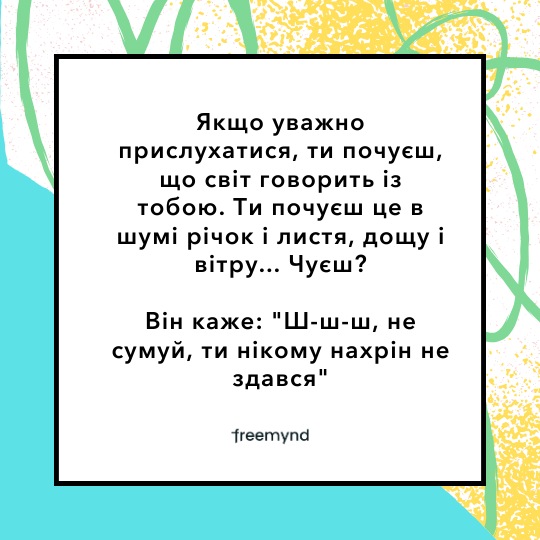 Якщо уважно
прислухатися, ти почуєш,
що світ говорить із
тобою. Ти почуєш це в
шумі річок і листя, дощу і
вітру... Чуєш?
Він каже: "Ш-ш-ш, не
сумуй, ти нікому нахрін не
здався"
freemynd